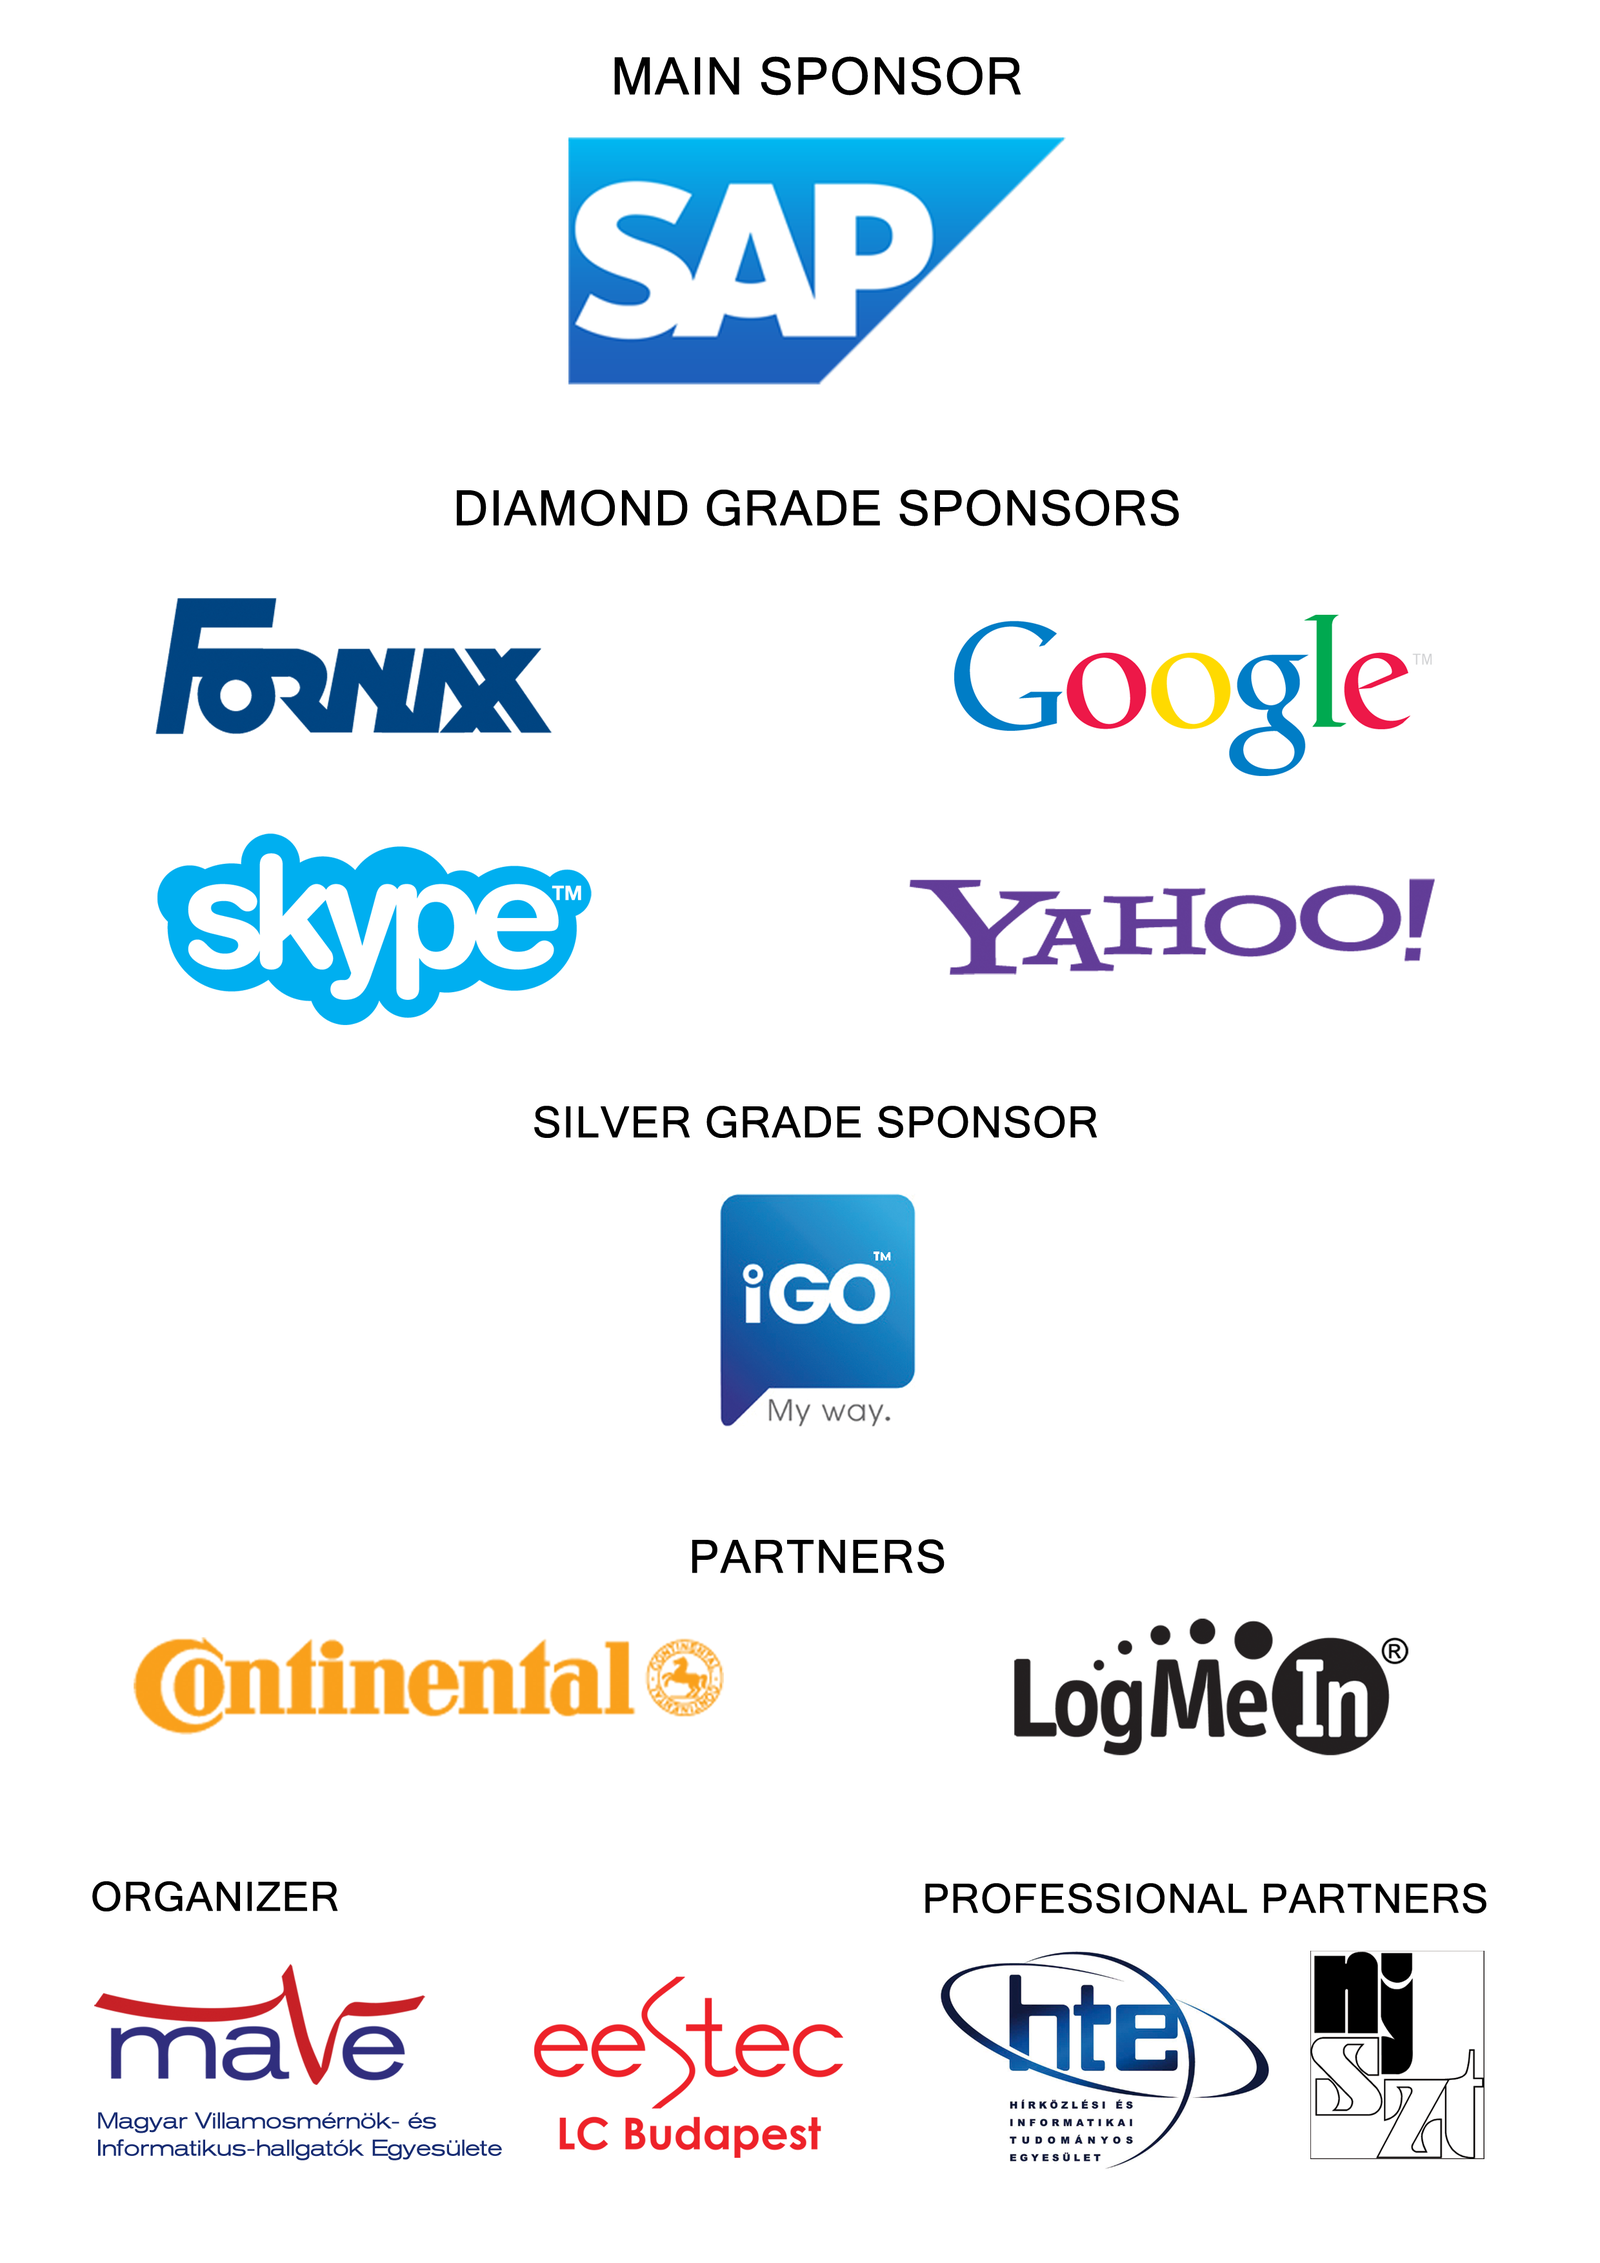 MAIN SPONSOR
SAP
DIAMOND GRADE SPONSORS
FORNAX
Google™
skype™
YAHOO!
SILVER GRADE SPONSOR
iGO™
My way.
PARTNERS
Continental
CONTINENTAL CONTINENTAL
LogMeIn®
ORGANIZER
PROFESSIONAL PARTNERS
maVe
Magyar Villamosmérnök- és
Informatikus-hallgatók Egyesülete
eestec
LC Budapest
hte
HÍRKÖZLÉSI ÉS
INFORMATIKAI
TUDOMÁNYOS
EGYESÜLET
njszt